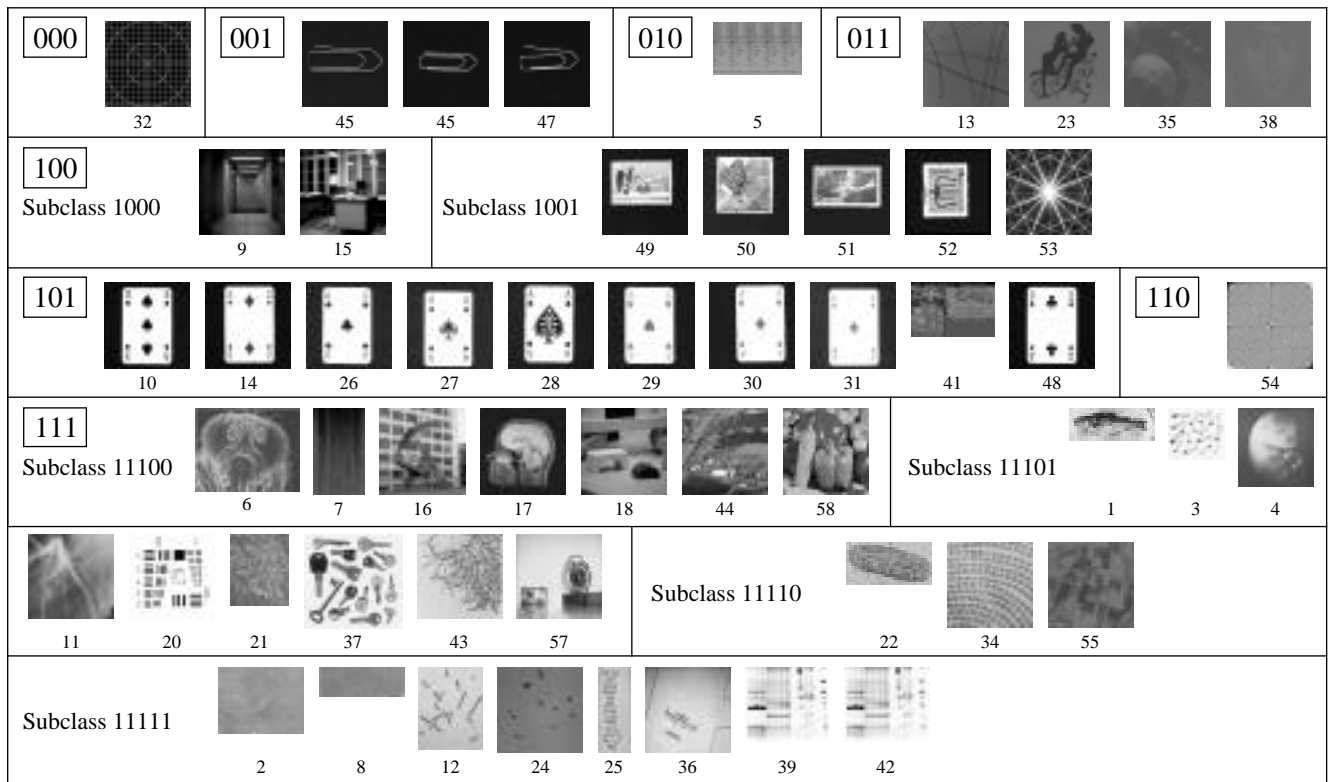 000 001 010 011
32 45 45 47 5 13 23 35 38
100
Subclass 1000 Subclass 1001
9 15 49 50 51 52 53
101 110
10 14 26 27 28 29 30 31 41 48 54
111
Subclass 11100 Subclass 11101
6 7 16 17 18 44 58 1 3 4
Subclass 11110
11 20 21 37 43 57 22 34 55
Subclass 11111
2 8 12 24 25 36 39 42